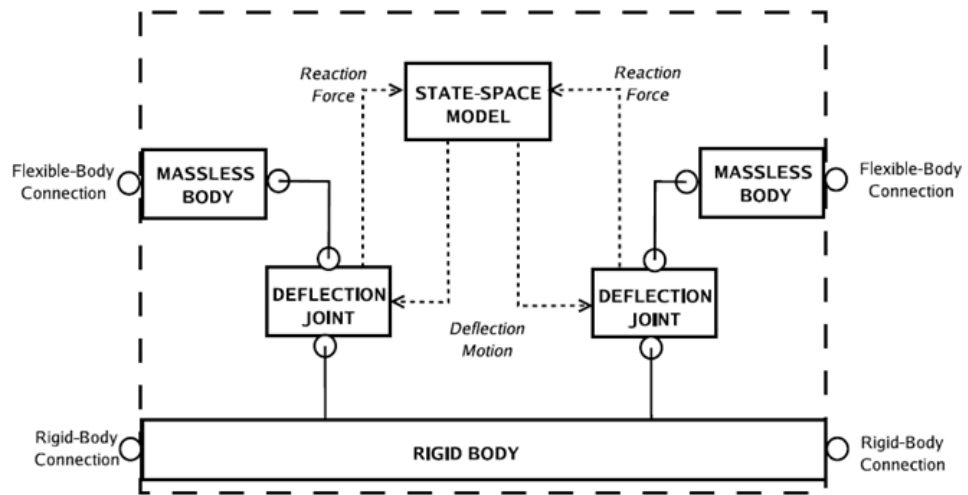 Reaction
Force
STATE-SPACE
MODEL
Reaction
Force
Flexible-Body
Connection
MASSLESS
BODY
MASSLESS
BODY
Flexible-Body
Connection
DEFLECTION
JOINT
DEFLECTION
JOINT
Deflection
Motion
Rigid-Body
Connection
RIGID BODY
Rigid-Body
Connection